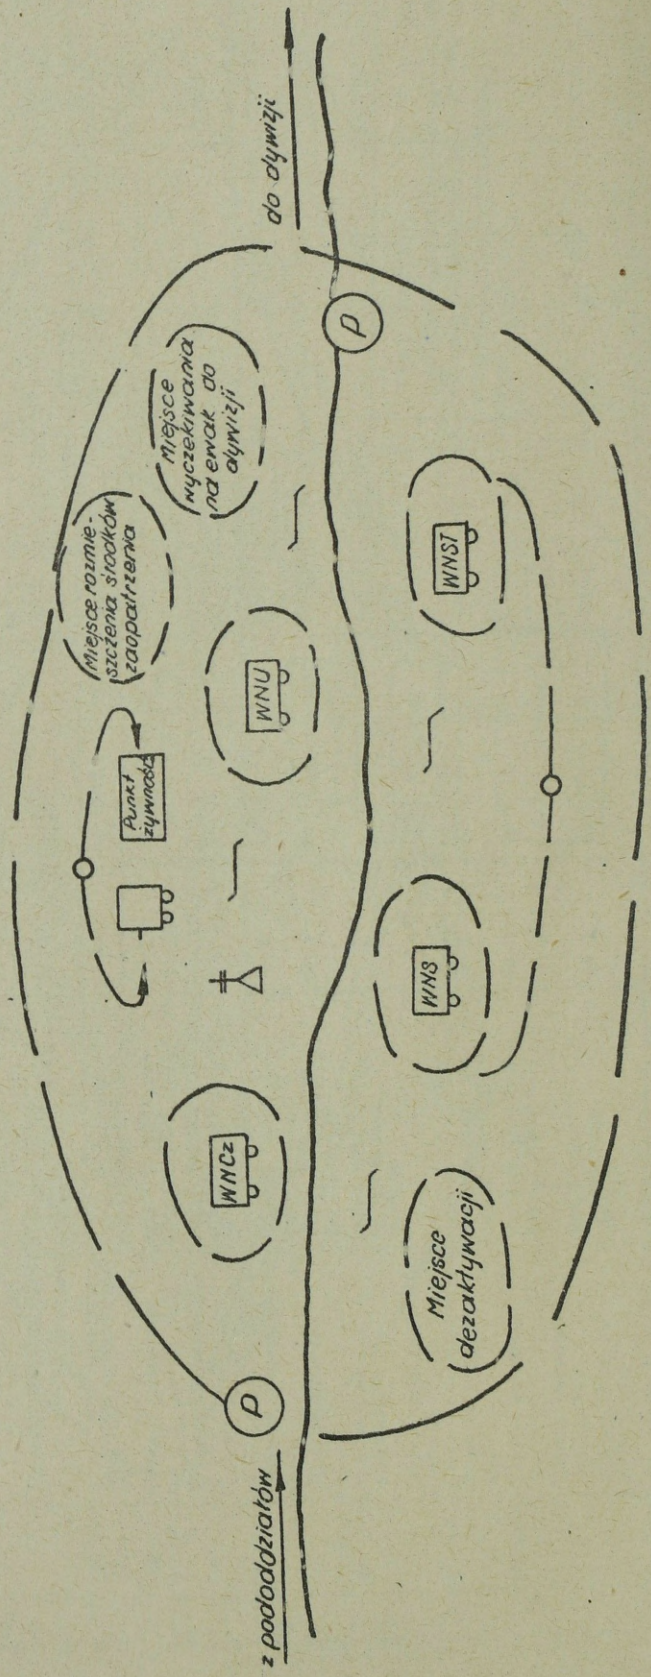 z pododdziałów
P
WNCz
Miejsce
dezaktywacji
WNS
Punkt
żywności
WNU
Miejsce rozmie-
szczenia środków
zaopatrzenia
Miejsce
wyczekiwania
na ewak do
dywizji
WNST
P
do dywizji